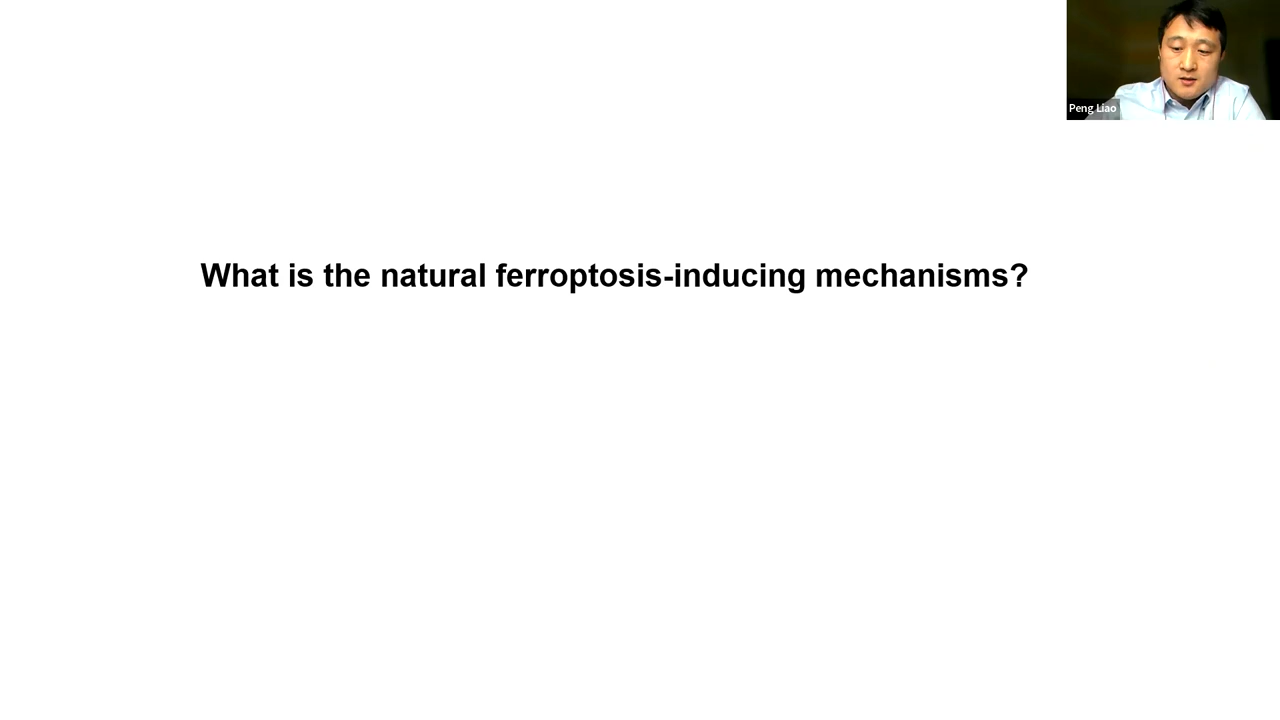 Peng Liao
What is the natural ferroptosis-inducing mechanisms?